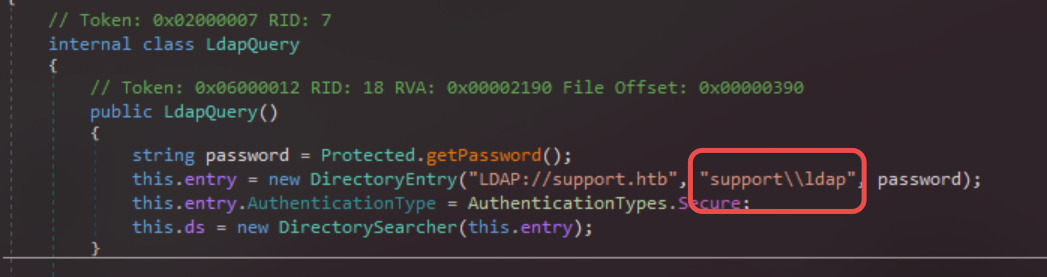 {
// Token: 0x02000007 RID: 7
internal class LdapQuery
{
// Token: 0x06000012 RID: 18 RVA: 0x00002190 File Offset: 0x00000390
public LdapQuery()
{
string password = Protected.getPassword();
this.entry = new DirectoryEntry("LDAP://support.htb", "support\\ldap", password);
this.entry.AuthenticationType = AuthenticationTypes.Secure;
this.ds = new DirectorySearcher(this.entry);
}